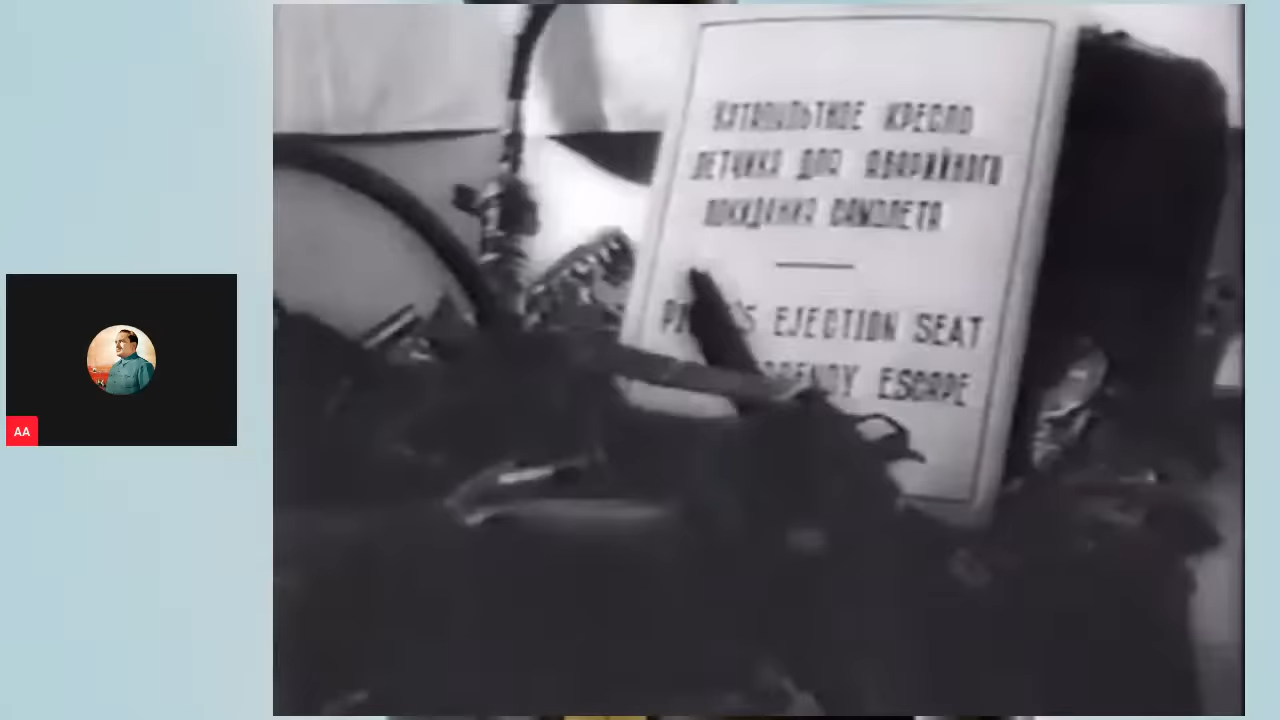 КАТАПУЛЬТНОЕ КРЕСЛО
ЛЕТЧИКА ДЛЯ АВАРИЙНОГО
ПОКИДАНИЯ САМОЛЕТА
EJECTION SEAT
ESCAPE
AA